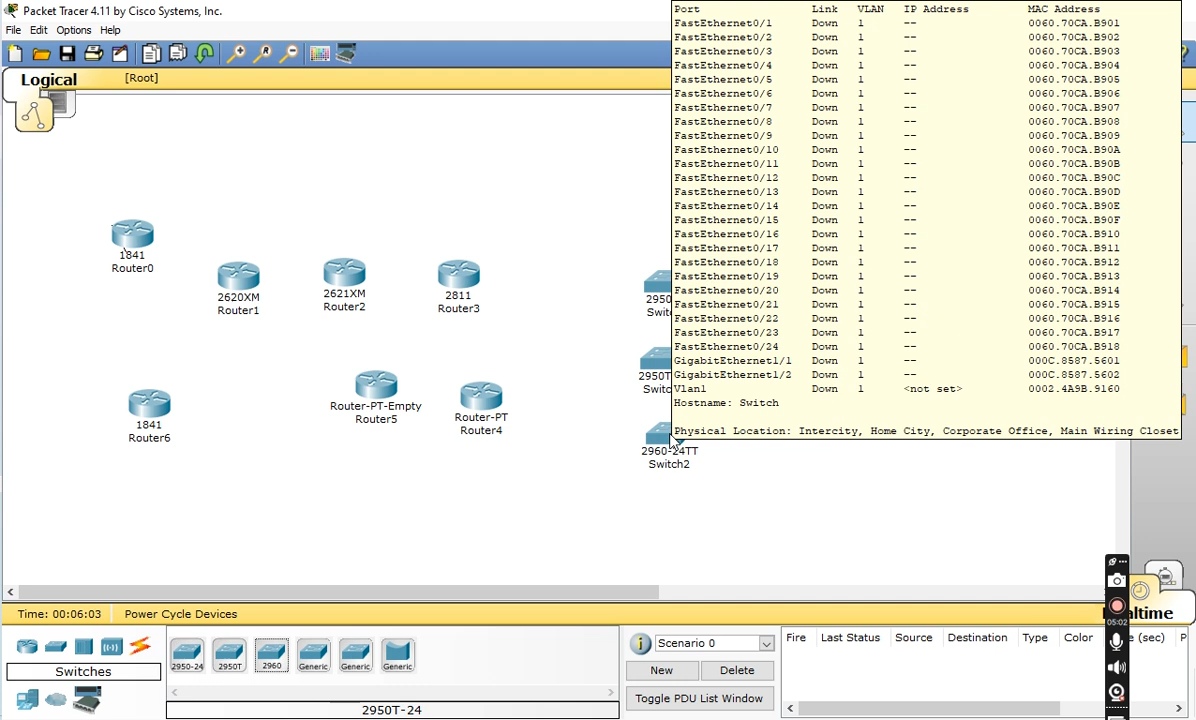 Packet Tracer 4.11 by Cisco Systems, Inc.
File Edit Options Help
Logical
[Root]
Port Link VLAN IP Address MAC Address
FastEthernet0/1 Down 1 -- 0060.70CA.B901
FastEthernet0/2 Down 1 -- 0060.70CA.B902
FastEthernet0/3 Down 1 -- 0060.70CA.B903
FastEthernet0/4 Down 1 -- 0060.70CA.B904
FastEthernet0/5 Down 1 -- 0060.70CA.B905
FastEthernet0/6 Down 1 -- 0060.70CA.B906
FastEthernet0/7 Down 1 -- 0060.70CA.B907
FastEthernet0/8 Down 1 -- 0060.70CA.B908
FastEthernet0/9 Down 1 -- 0060.70CA.B909
FastEthernet0/10 Down 1 -- 0060.70CA.B90A
FastEthernet0/11 Down 1 -- 0060.70CA.B90B
FastEthernet0/12 Down 1 -- 0060.70CA.B90C
FastEthernet0/13 Down 1 -- 0060.70CA.B90D
FastEthernet0/14 Down 1 -- 0060.70CA.B90E
FastEthernet0/15 Down 1 -- 0060.70CA.B90F
FastEthernet0/16 Down 1 -- 0060.70CA.B910
FastEthernet0/17 Down 1 -- 0060.70CA.B911
FastEthernet0/18 Down 1 -- 0060.70CA.B912
FastEthernet0/19 Down 1 -- 0060.70CA.B913
FastEthernet0/20 Down 1 -- 0060.70CA.B914
FastEthernet0/21 Down 1 -- 0060.70CA.B915
FastEthernet0/22 Down 1 -- 0060.70CA.B916
FastEthernet0/23 Down 1 -- 0060.70CA.B917
FastEthernet0/24 Down 1 -- 0060.70CA.B918
GigabitEthernet1/1 Down 1 -- 000C.8587.5601
GigabitEthernet1/2 Down 1 -- 000C.8587.5602
Vlan1 Down 1 <not set> 0002.4A9B.9160
Hostname: Switch
Physical Location: Intercity, Home City, Corporate Office, Main Wiring Closet
1841
Router0
2620XM
Router1
2621XM
Router2
2811
Router3
2950
Switc
1841
Router6
Router-PT-Empty
Router5
Router-PT
Router4
2950T
Switc
2960-24TT
Switch2
Time: 00:06:03 Power Cycle Devices
Realtime
Switches
2950-24 2950T 2960 Generic Generic Generic
2950T-24
Scenario 0
New Delete
Toggle PDU List Window
Fire Last Status Source Destination Type Color (sec) P
05:02